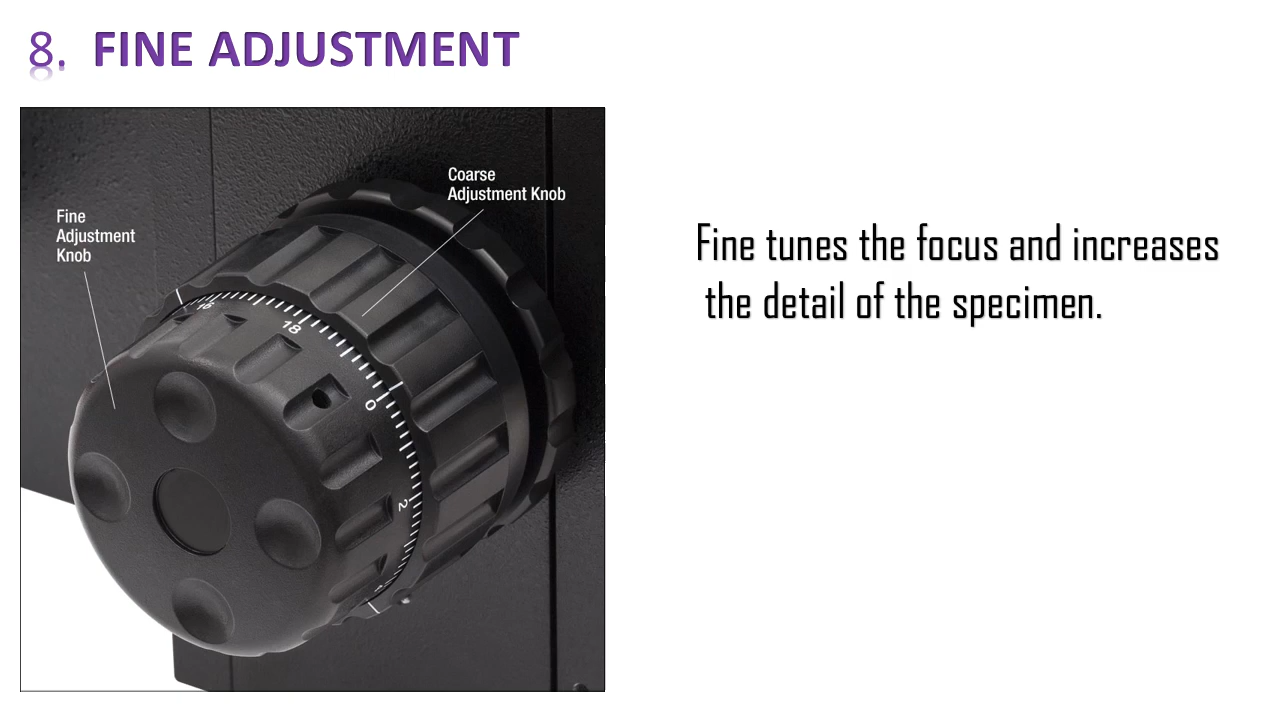 8. FINE ADJUSTMENT
Coarse
Adjustment Knob
Fine
Adjustment
Knob
16
18
0
2
Fine tunes the focus and increases
the detail of the specimen.